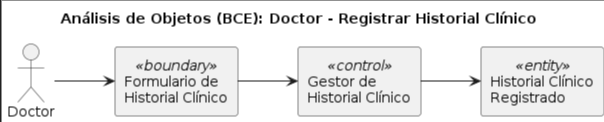 Análisis de Objetos (BCE): Doctor - Registrar Historial Clínico
Doctor
«boundary»
Formulario de
Historial Clínico
«control»
Gestor de
Historial Clínico
«entity»
Historial Clínico
Registrado